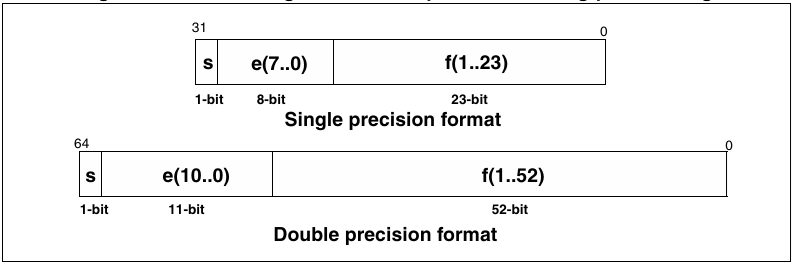 31 0
s e(7..0) f(1..23)
1-bit 8-bit 23-bit
Single precision format
64 0
s e(10..0) f(1..52)
1-bit 11-bit 52-bit
Double precision format